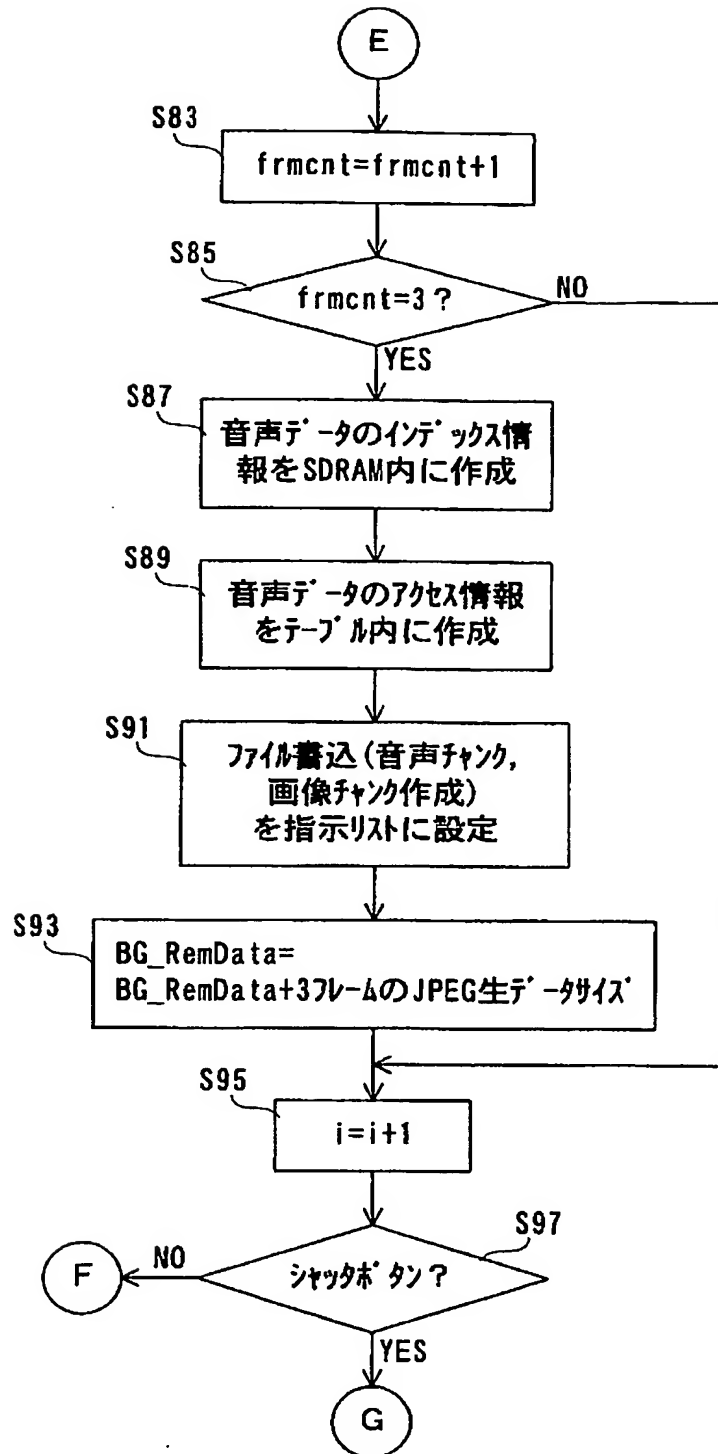 E
S83
frmcnt=frmcnt+1
S85
frmcnt=3?
NO
YES
S87
音声データのインデックス情
報をSDRAM内に作成
S89
音声データのアクセス情報
をテーブル内に作成
S91
ファイル書込(音声チャンク,
画像チャンク作成)
を指示リストに設定
S93
BG_RemData=
BG_RemData+3フレームのJPEG生データサイズ
S95
i=i+1
S97
シャッタボタン?
NO
F
YES
G